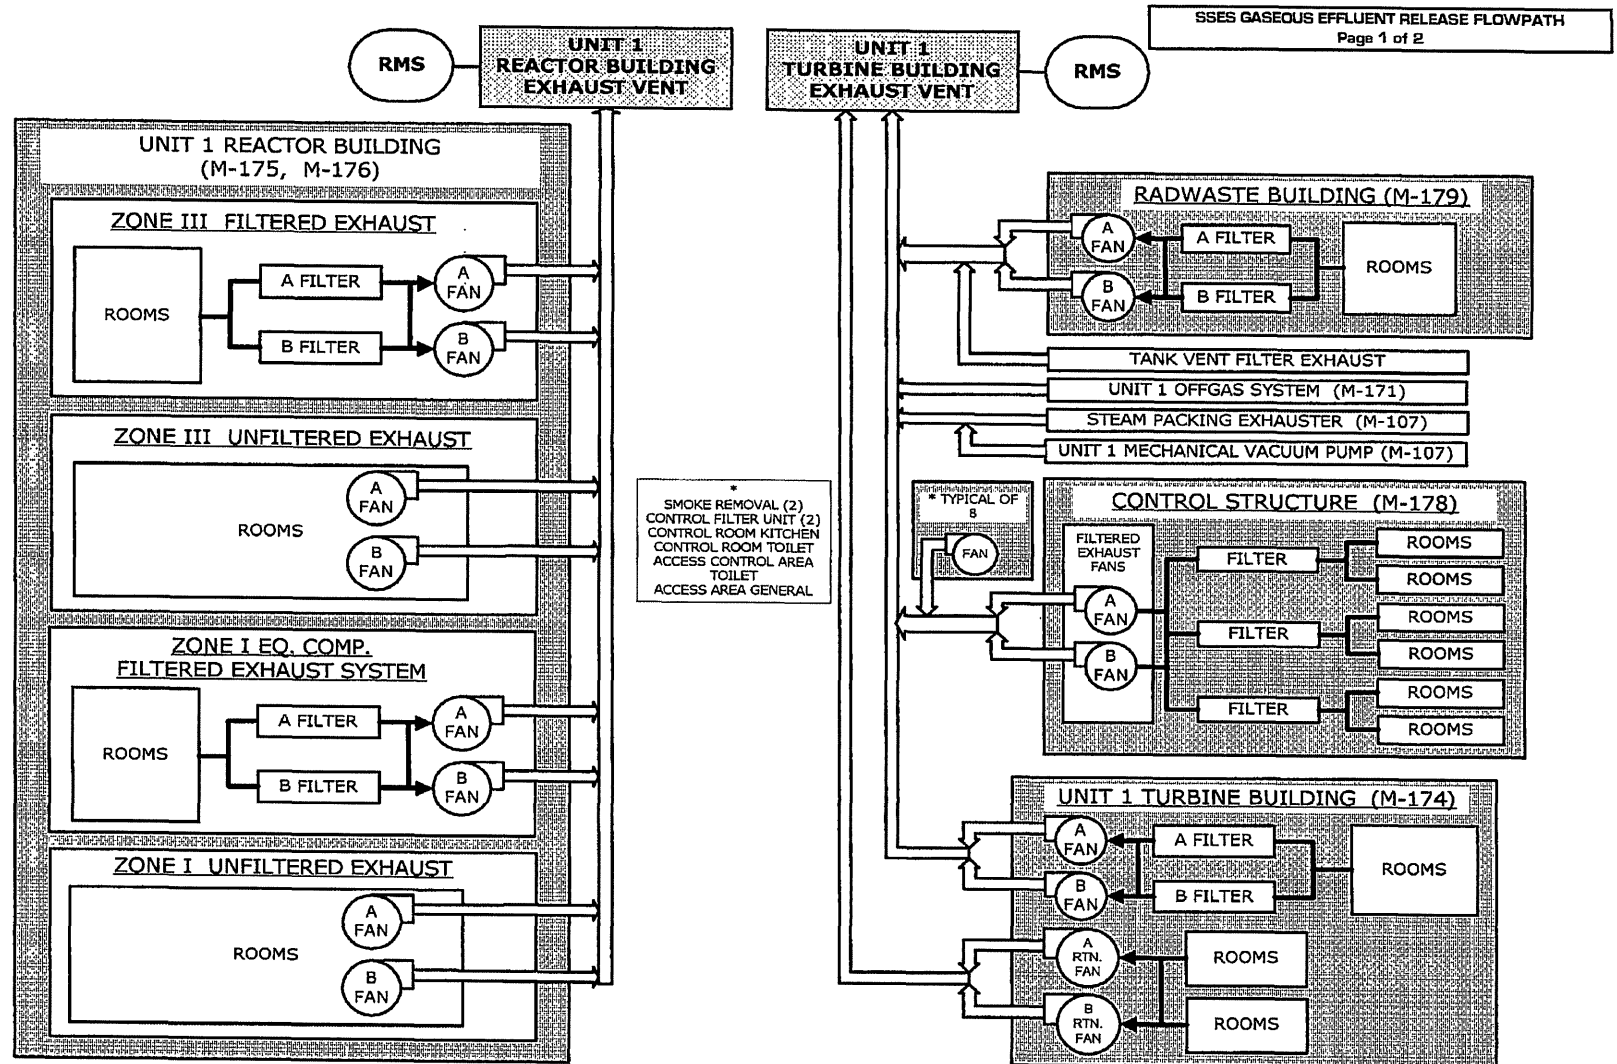 SSES GASEOUS EFFLUENT RELEASE FLOWPATH
Page 1 of 2
RMS
UNIT 1
REACTOR BUILDING
EXHAUST VENT
UNIT 1
TURBINE BUILDING
EXHAUST VENT
RMS
UNIT 1 REACTOR BUILDING
(M-175, M-176)
ZONE III FILTERED EXHAUST
ROOMS
A FILTER
B FILTER
A
FAN
B
FAN
ZONE III UNFILTERED EXHAUST
ROOMS
A
FAN
B
FAN
ZONE I EQ. COMP.
FILTERED EXHAUST SYSTEM
ROOMS
A FILTER
B FILTER
A
FAN
B
FAN
ZONE I UNFILTERED EXHAUST
ROOMS
A
FAN
B
FAN
*
SMOKE REMOVAL (2)
CONTROL FILTER UNIT (2)
CONTROL ROOM KITCHEN
CONTROL ROOM TOILET
ACCESS CONTROL AREA
TOILET
ACCESS AREA GENERAL
RADWASTE BUILDING (M-179)
A
FAN
B
FAN
A FILTER
B FILTER
ROOMS
TANK VENT FILTER EXHAUST
UNIT 1 OFFGAS SYSTEM (M-171)
STEAM PACKING EXHAUSTER (M-107)
UNIT 1 MECHANICAL VACUUM PUMP (M-107)
* TYPICAL OF
8
FAN
CONTROL STRUCTURE (M-178)
FILTERED
EXHAUST
FANS
A
FAN
B
FAN
FILTER
FILTER
FILTER
ROOMS
ROOMS
ROOMS
ROOMS
ROOMS
ROOMS
UNIT 1 TURBINE BUILDING (M-174)
A
FAN
B
FAN
A FILTER
B FILTER
ROOMS
A
RTN.
FAN
B
RTN.
FAN
ROOMS
ROOMS